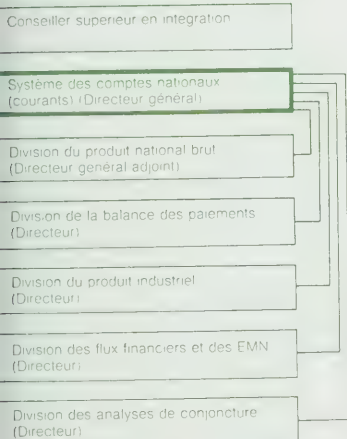 Conseiller superieur en integration
Système des comptes nationaux
(courants) (Directeur général)
Division du produit national brut
(Directeur general adjoint)
Division de la balance des paiements
(Directeur)
Division du produit industriel
(Directeur)
Division des flux financiers et des EMN
(Directeur)
Division des analyses de conjoncture
(Directeur)